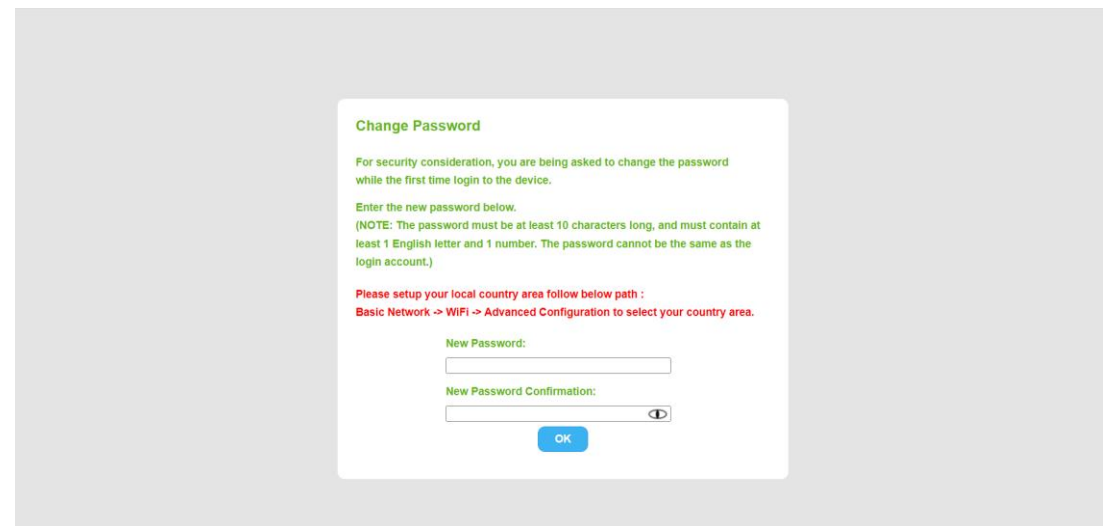 Change Password
For security consideration, you are being asked to change the password
while the first time login to the device.
Enter the new password below.
(NOTE: The password must be at least 10 characters long, and must contain at
least 1 English letter and 1 number. The password cannot be the same as the
login account.)
Please setup your local country area follow below path :
Basic Network -> WiFi -> Advanced Configuration to select your country area.
New Password:
New Password Confirmation:
OK